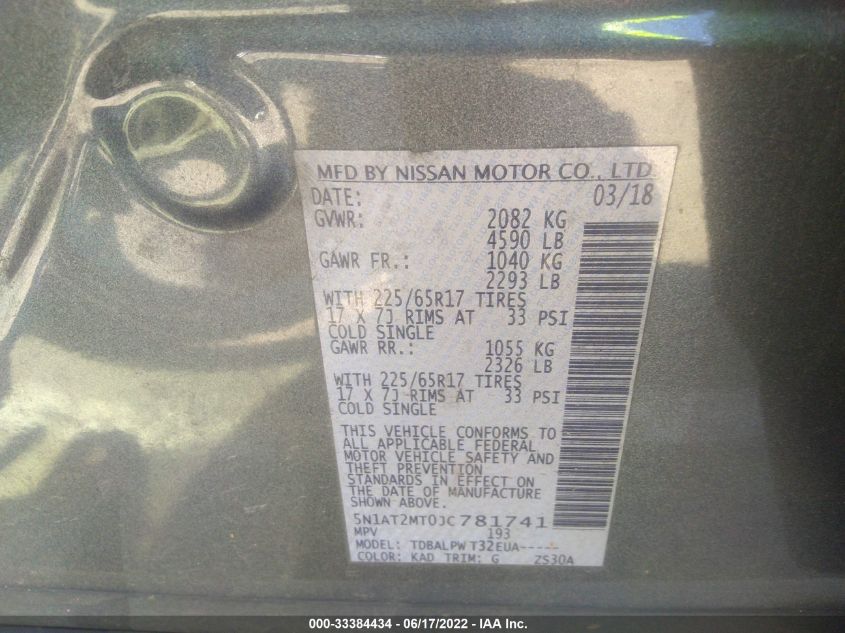 MFD BY NISSAN MOTOR CO., LTD
DATE: 03/18
GVWR: 2082 KG
4590 LB
GAWR FR.: 1040 KG
2293 LB
WITH 225/65R17 TIRES
17 X 7J RIMS AT 33 PSI
COLD SINGLE
GAWR RR.: 1055 KG
2326 LB
WITH 225/65R17 TIRES
17 X 7J RIMS AT 33 PSI
COLD SINGLE
THIS VEHICLE CONFORMS TO
ALL APPLICABLE FEDERAL
MOTOR VEHICLE SAFETY AND
THEFT PREVENTION
STANDARDS IN EFFECT ON
THE DATE OF MANUFACTURE
SHOWN ABOVE.
5N1AT2MT0JC781741
MPV 193
MODEL: TDBALPW T32EUA-----
COLOR: KAD TRIM: G ZS30A
000-33384434 - 06/17/2022 - IAA Inc.